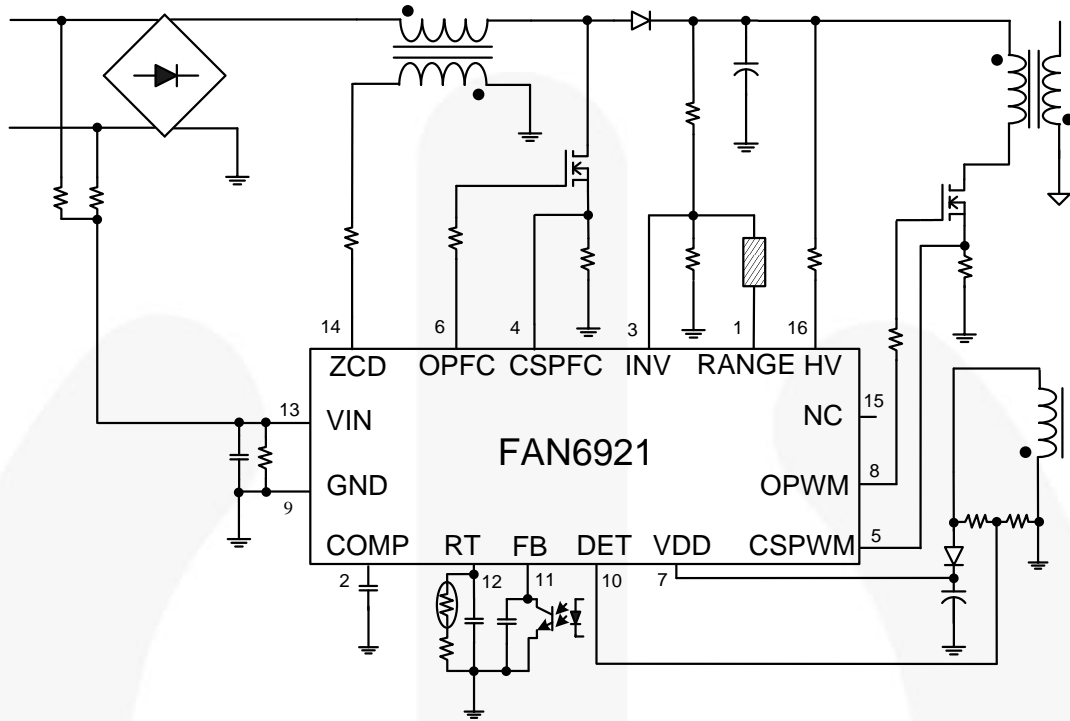 14
6
4
3
1
16
ZCD
OPFC
CSPFC
INV
RANGE
HV
13
VIN
NC
15
FAN6921
GND
9
OPWM
8
COMP
RT
FB
DET
VDD
CSPWM
5
2
12
11
10
7